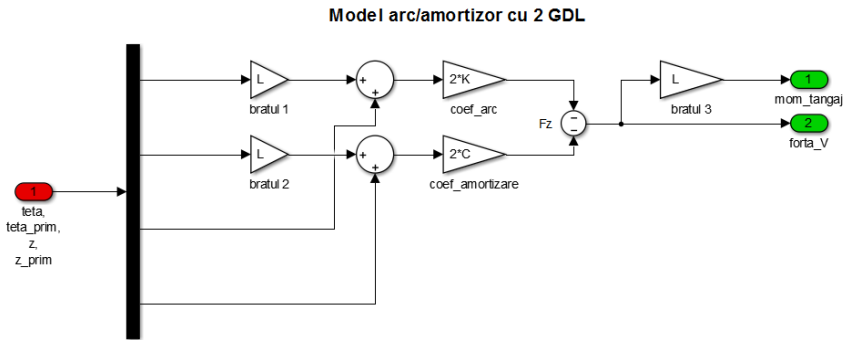 Model arc/amortizor cu 2 GDL
L
bratul 1
+
+
2*K
coef_arc
L
bratul 2
+
+
2*C
coef_amortizare
Fz
−
−
L
bratul 3
1
mom_tangaj
2
forta_V
1
teta,
teta_prim,
z,
z_prim